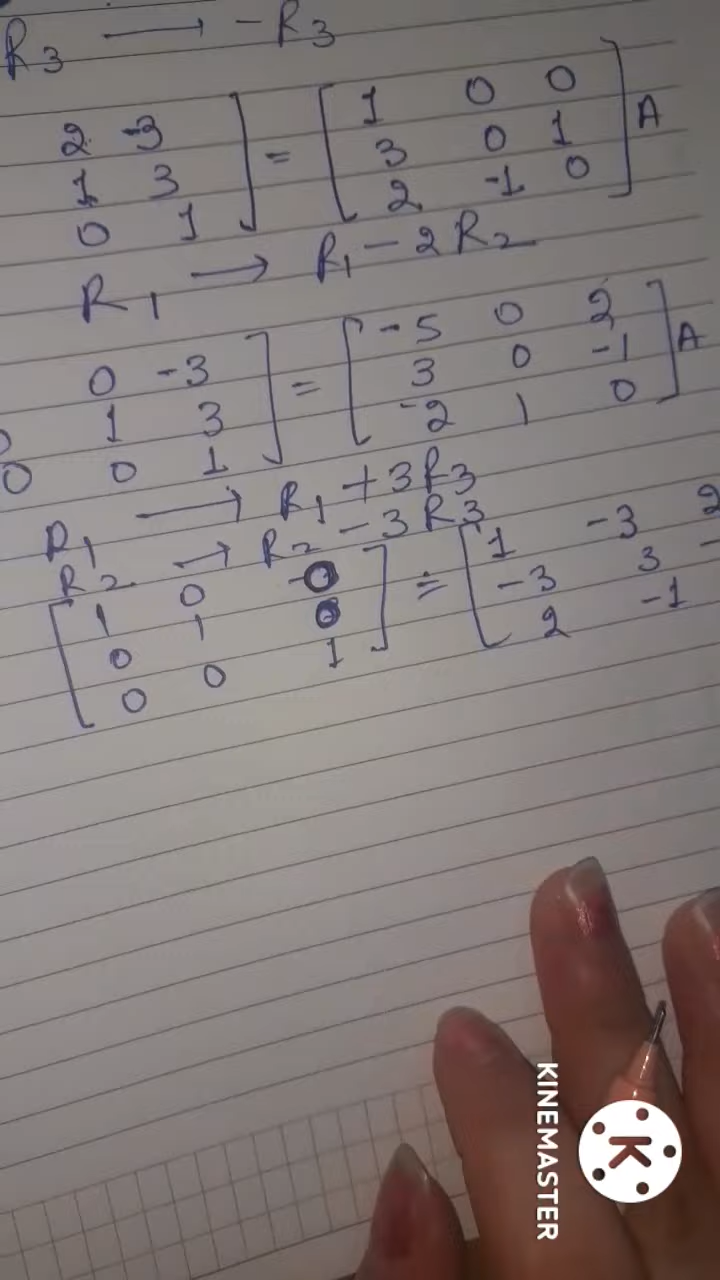 R3 → -R3
2 -3 ] = [ 1 0 0 ] A
1 3 ] [ 3 0 1 ]
0 1 ] [ 2 -1 0 ]
R1 → R1 - 2R2
0 -3 ] = [ -5 0 2 ] A
0 1 3 ] [ 3 0 -1 ]
0 0 1 ] [ -2 1 0 ]
R1 → R1 + 3R3
R2 → R2 - 3R3
[ 1 0 0 ] = [ 1 -3 2
[ 0 1 0 ] [ -3 3 -
[ 0 0 1 ] [ 2 -1
KINEMASTER
K